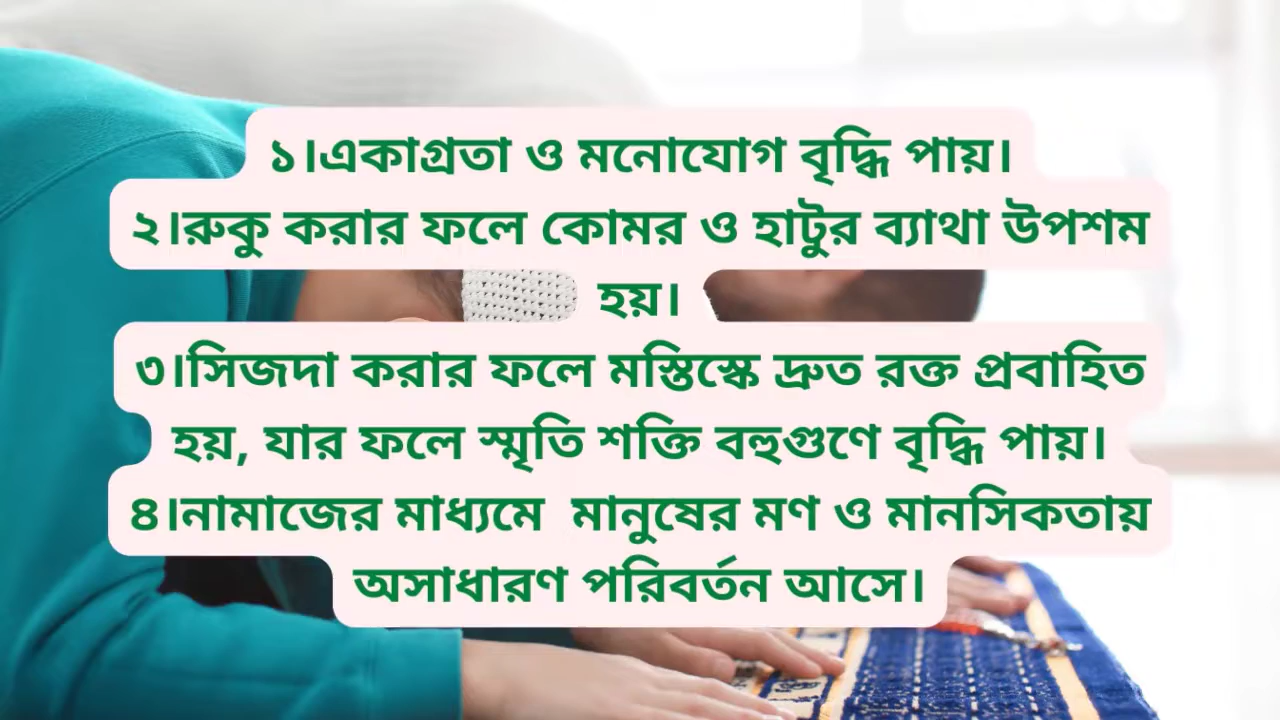 ১।একাগ্রতা ও মনোযোগ বৃদ্ধি পায়।
২।রুকু করার ফলে কোমর ও হাটুর ব্যাথা উপশম
হয়।
৩।সিজদা করার ফলে মস্তিস্কে দ্রুত রক্ত প্রবাহিত
হয়, যার ফলে স্মৃতি শক্তি বহুগুণে বৃদ্ধি পায়।
৪।নামাজের মাধ্যমে মানুষের মণ ও মানসিকতায়
অসাধারণ পরিবর্তন আসে।